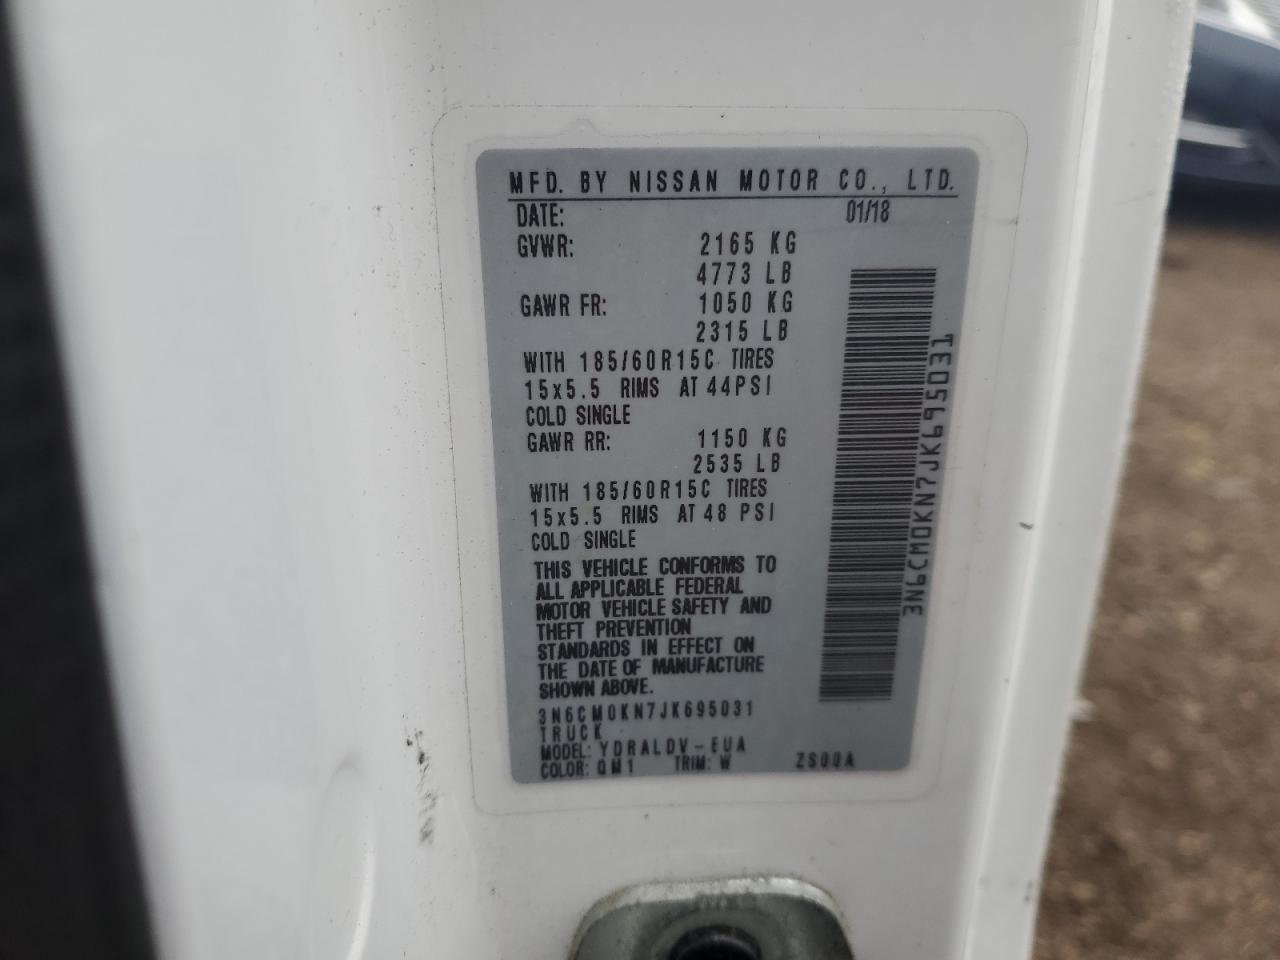 MFD. BY NISSAN MOTOR CO., LTD.
DATE: 01/18
GVWR: 2165 KG
4773 LB
GAWR FR: 1050 KG
2315 LB
WITH 185/60R15C TIRES
15x5.5 RIMS AT 44PSI
COLD SINGLE
GAWR RR: 1150 KG
2535 LB
WITH 185/60R15C TIRES
15x5.5 RIMS AT 48 PSI
COLD SINGLE
THIS VEHICLE CONFORMS TO
ALL APPLICABLE FEDERAL
MOTOR VEHICLE SAFETY AND
THEFT PREVENTION
STANDARDS IN EFFECT ON
THE DATE OF MANUFACTURE
SHOWN ABOVE.
3N6CM0KN7JK695031
TRUCK
MODEL: YDRALDV-EUA
COLOR: QM1 TRIM: W ZS00A
3N6CM0KN7JK695031